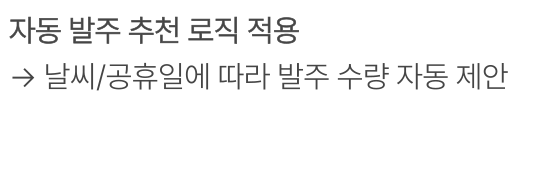 자동 발주 추천 로직 적용
→ 날씨/공휴일에 따라 발주 수량 자동 제안